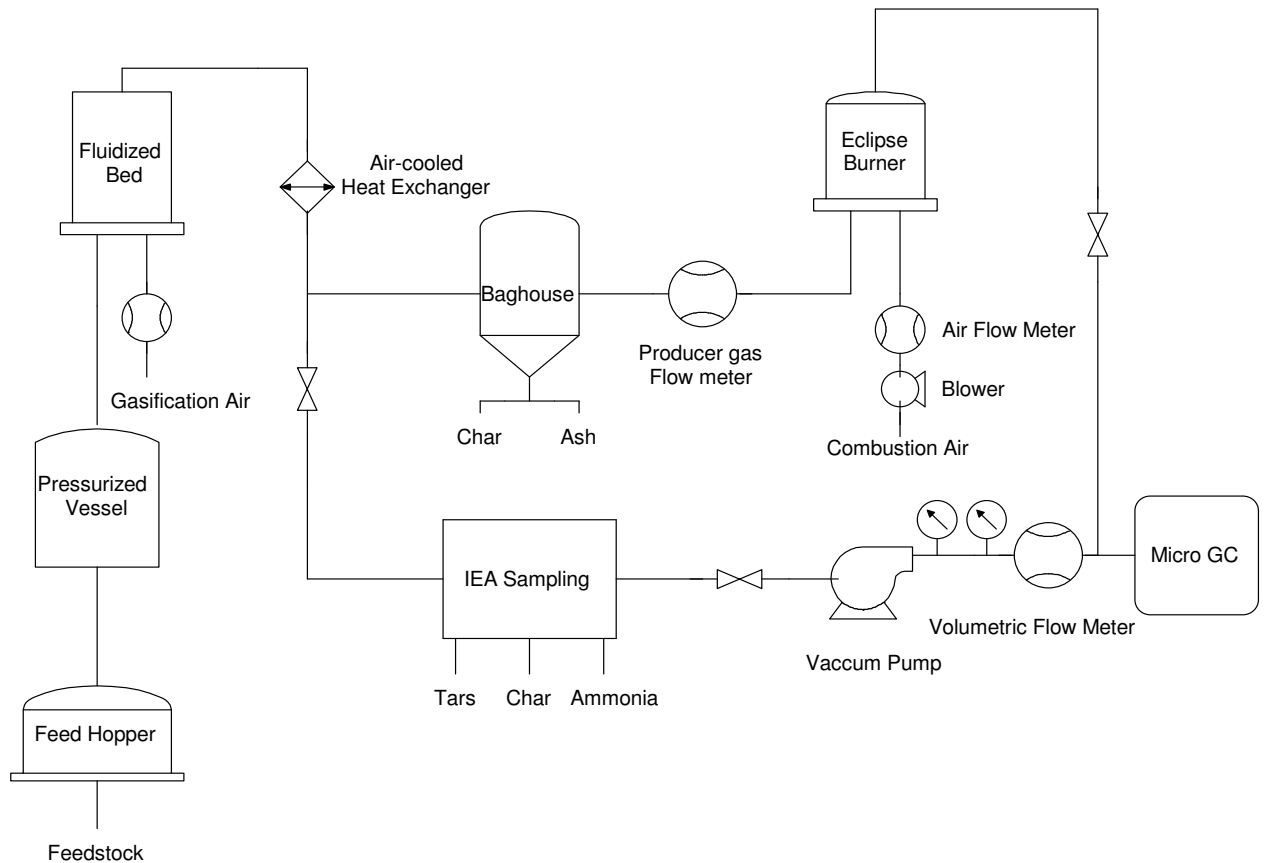 Fluidized
Bed
Air-cooled
Heat Exchanger
Eclipse
Burner
Baghouse
Producer gas
Flow meter
Air Flow Meter
Blower
Combustion Air
Gasification Air
Char
Ash
Pressurized
Vessel
IEA Sampling
Micro GC
Volumetric Flow Meter
Vaccum Pump
Tars
Char
Ammonia
Feed Hopper
Feedstock